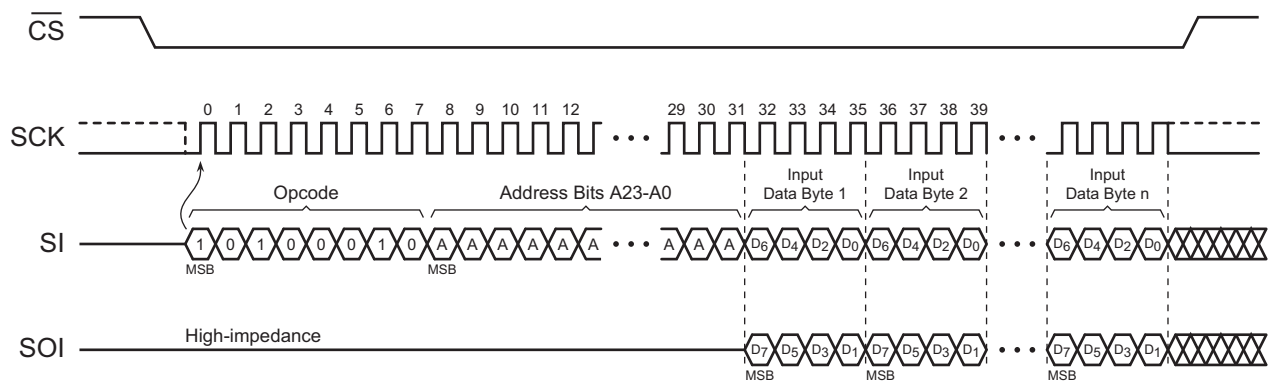 CS
0 1 2 3 4 5 6 7 8 9 10 11 12 29 30 31 32 33 34 35 36 37 38 39
SCK
Opcode
Address Bits A23-A0
Input
Data Byte 1
Input
Data Byte 2
Input
Data Byte n
SI
1 0 1 0 0 0 1 0 A A A A A A A A A D6 D4 D2 D0 D6 D4 D2 D0 D6 D4 D2 D0
MSB MSB
High-impedance
SOI
D7 D5 D3 D1 D7 D5 D3 D1 D7 D5 D3 D1
MSB MSB MSB